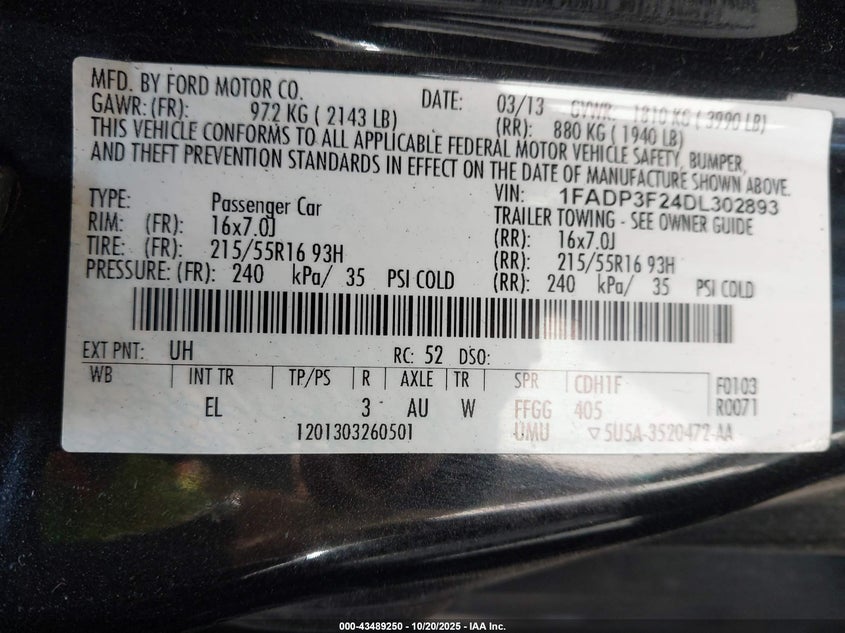 MFD. BY FORD MOTOR CO. DATE: 03/13 GVWR: 1810 KG ( 3990 LB)
GAWR: (FR): 972 KG ( 2143 LB) (RR): 880 KG ( 1940 LB)
THIS VEHICLE CONFORMS TO ALL APPLICABLE FEDERAL MOTOR VEHICLE SAFETY, BUMPER,
AND THEFT PREVENTION STANDARDS IN EFFECT ON THE DATE OF MANUFACTURE SHOWN ABOVE.
VIN: 1FADP3F24DL302893
TYPE: Passenger Car TRAILER TOWING - SEE OWNER GUIDE
RIM: (FR): 16x7.0J (RR): 16x7.0J
TIRE: (FR): 215/55R16 93H (RR): 215/55R16 93H
PRESSURE: (FR): 240 kPa/ 35 PSI COLD (RR): 240 kPa/ 35 PSI COLD
EXT PNT: UH RC: 52 DSO:
WB INT TR TP/PS R AXLE TR SPR CDH1F F0103
EL 3 AU W FFGG 405 R0071
1201303260501 UMU ▽5U5A-3520472-AA
000-43489250 - 10/20/2025 - IAA Inc.